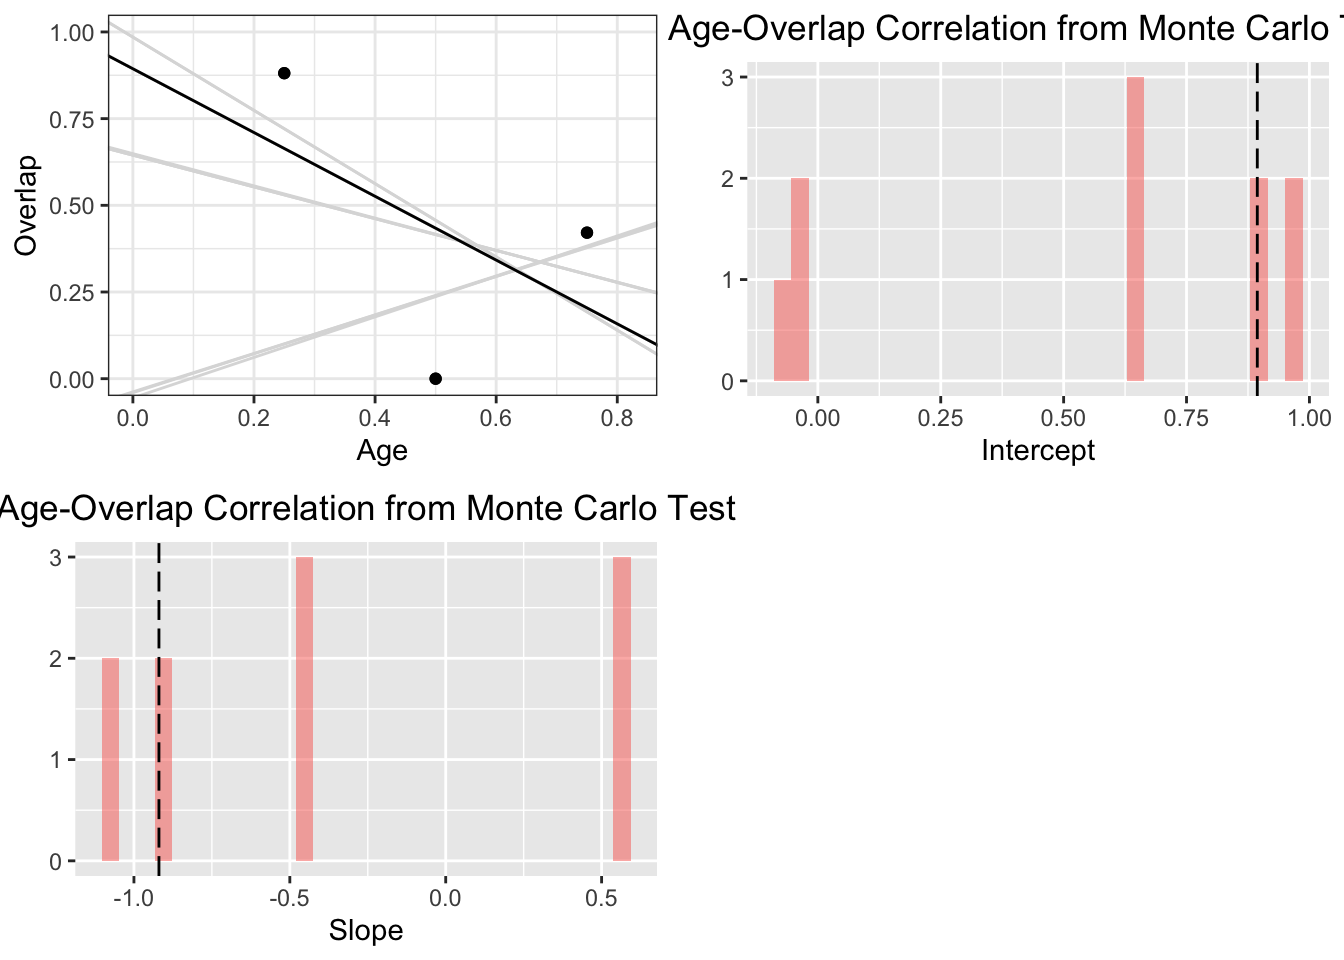 1.00
0.75
0.50
0.25
0.00
Overlap
0.0 0.2 0.4 0.6 0.8
Age
Age-Overlap Correlation from Monte Carlo T
3
2
1
0
0.00 0.25 0.50 0.75 1.00
Intercept
Age-Overlap Correlation from Monte Carlo Test
3
2
1
0
-1.0 -0.5 0.0 0.5
Slope